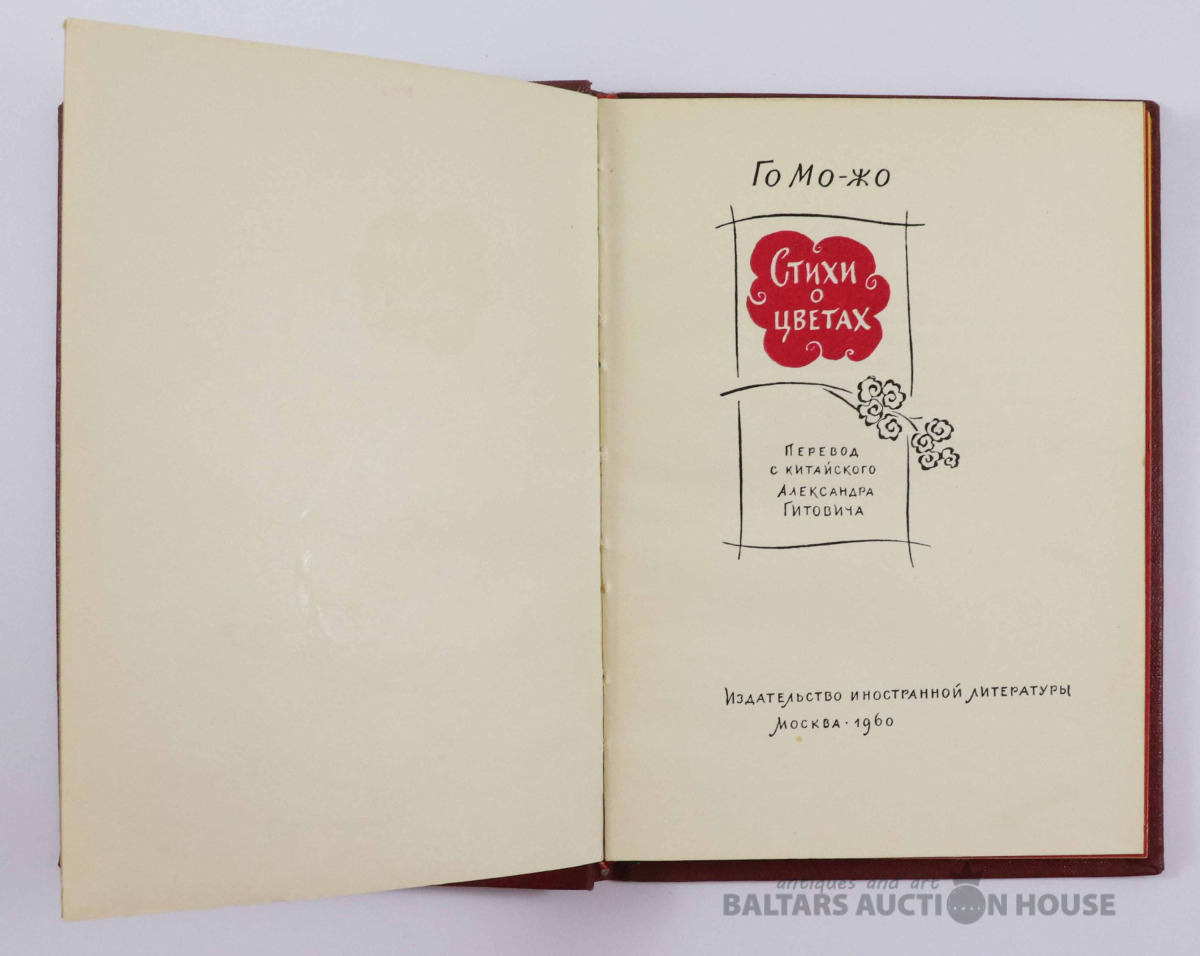 Го Мо-жо
Стихи
о
цветах
Перевод
с китайского
Александра
Гитовича
Издательство иностранной литературы
Москва · 1960
antiques and art
BALTARS AUCTION HOUSE